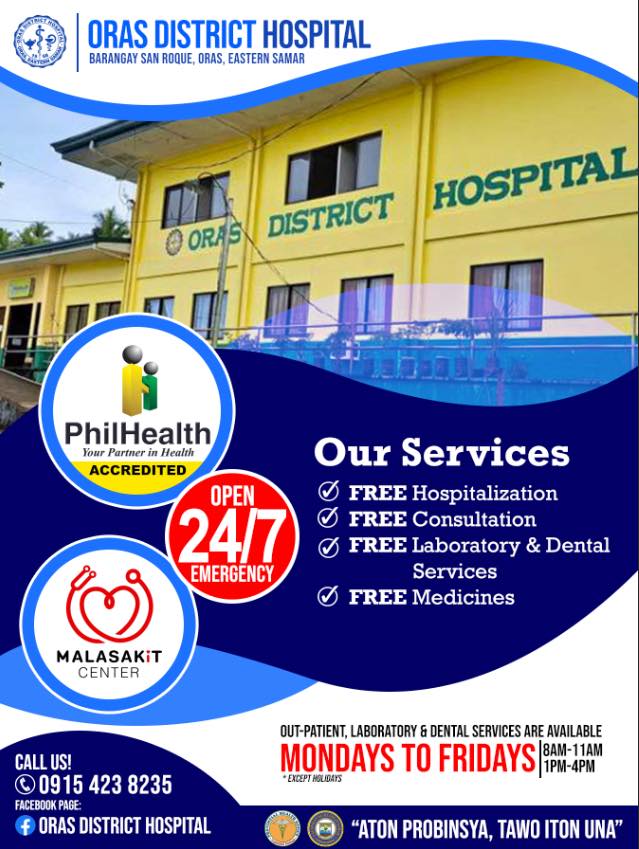 ORAS DISTRICT HOSPITAL
BARANGAY SAN ROQUE, ORAS, EASTERN SAMAR
ORAS DISTRICT HOSPITAL
PhilHealth
Your Partner in Health
ACCREDITED
OPEN
24/7
EMERGENCY
MALASAKiT
CENTER
Our Services
FREE Hospitalization
FREE Consultation
FREE Laboratory & Dental
Services
FREE Medicines
OUT-PATIENT, LABORATORY & DENTAL SERVICES ARE AVAILABLE
MONDAYS TO FRIDAYS
8AM-11AM
1PM-4PM
* EXCEPT HOLIDAYS
CALL US!
0915 423 8235
FACEBOOK PAGE:
ORAS DISTRICT HOSPITAL
"ATON PROBINSYA, TAWO ITON UNA"